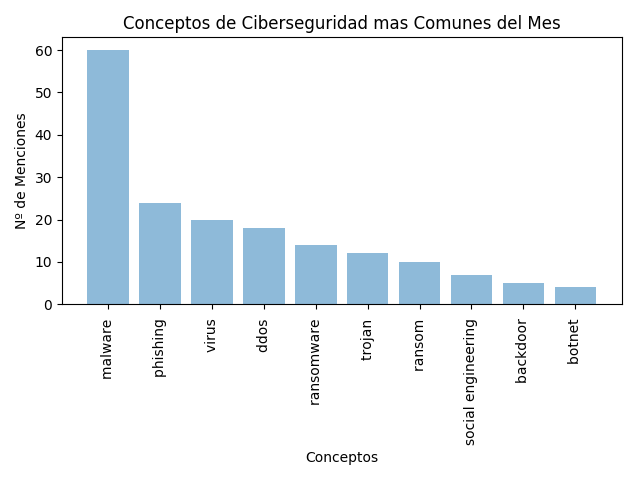 Conceptos de Ciberseguridad mas Comunes del Mes
Nº de Menciones
60
50
40
30
20
10
0
malware
phishing
virus
ddos
ransomware
trojan
ransom
social engineering
backdoor
botnet
Conceptos